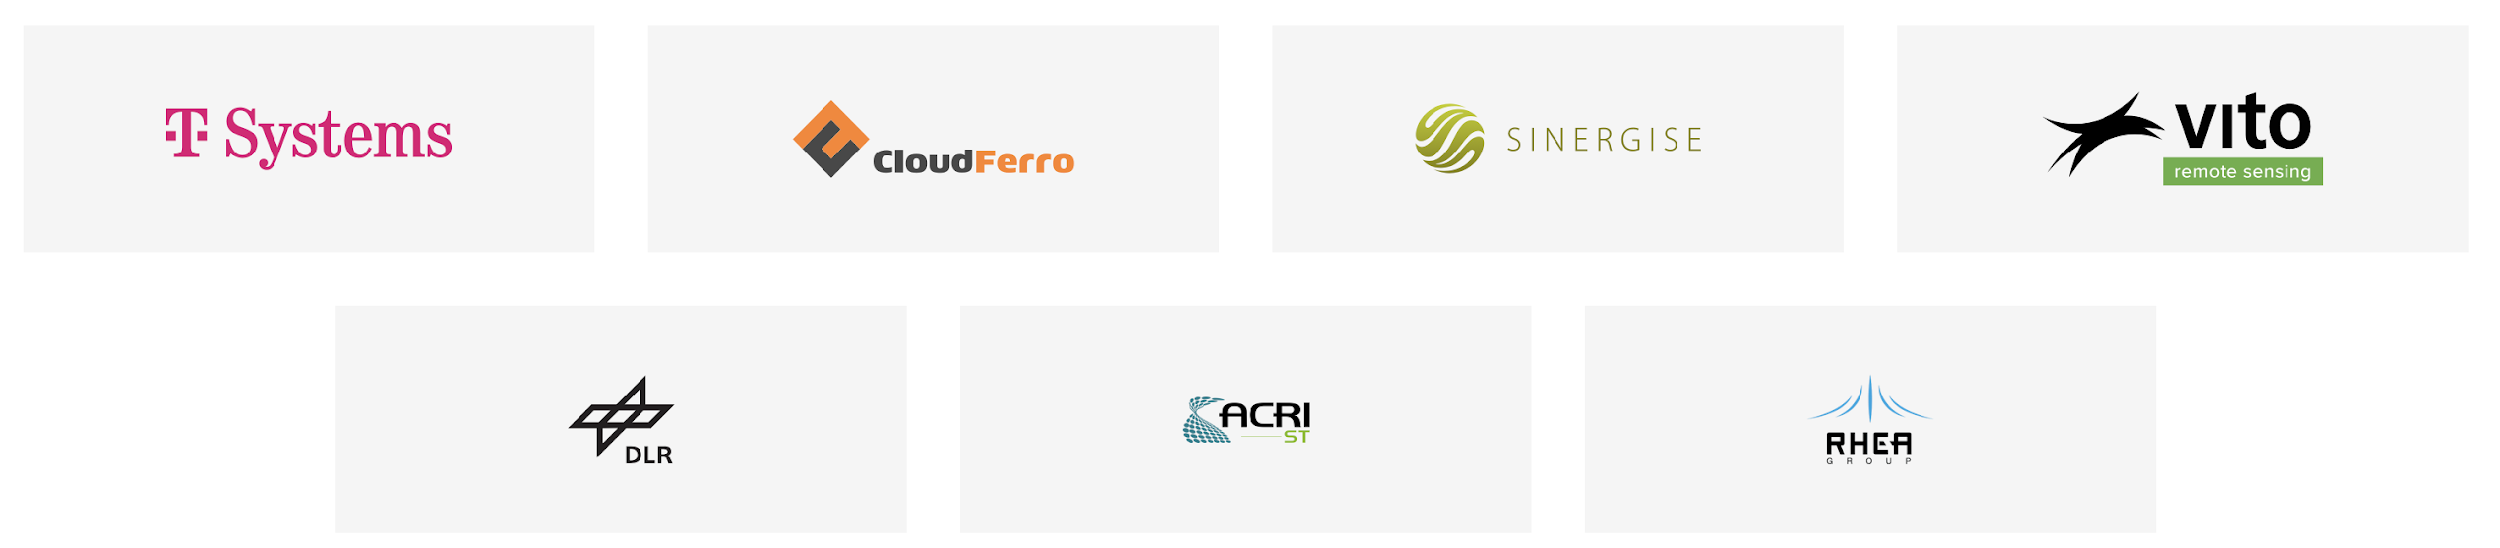 T Systems
CloudFerro
SINERGISE
vito
remote sensing
DLR
ACRI
ST
RHEA
GROUP